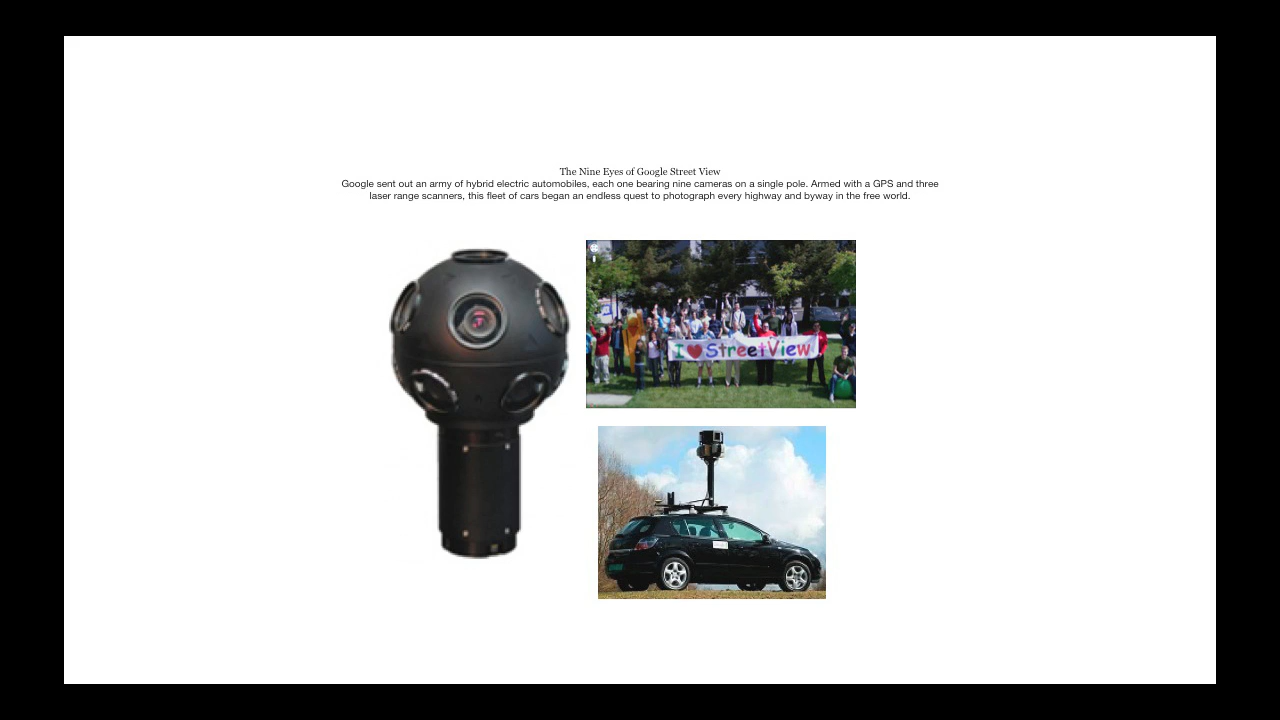 The Nine Eyes of Google Street View
Google sent out an army of hybrid electric automobiles, each one bearing nine cameras on a single pole. Armed with a GPS and three
laser range scanners, this fleet of cars began an endless quest to photograph every highway and byway in the free world.
I ❤ StreetView